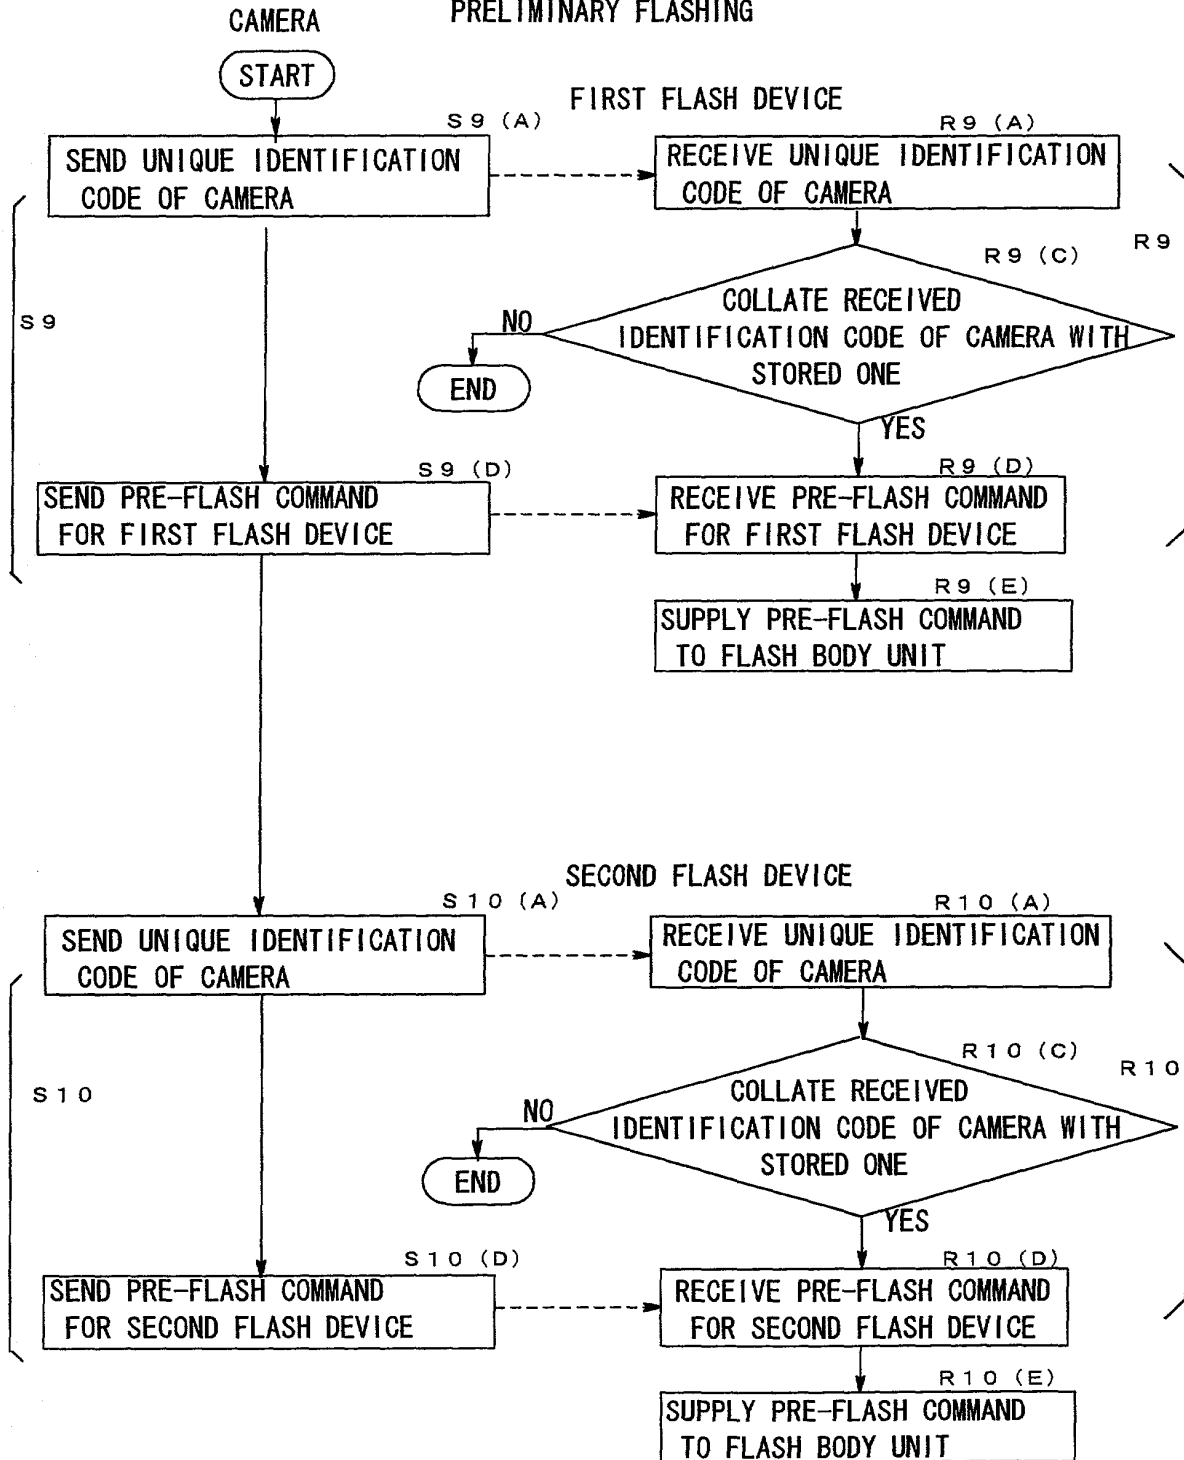 PRELIMINARY FLASHING
CAMERA
START
FIRST FLASH DEVICE
S9 (A)
SEND UNIQUE IDENTIFICATION
CODE OF CAMERA
R9 (A)
RECEIVE UNIQUE IDENTIFICATION
CODE OF CAMERA
R9
R9 (C)
COLLATE RECEIVED
IDENTIFICATION CODE OF CAMERA WITH
STORED ONE
NO
END
YES
S9
S9 (D)
SEND PRE-FLASH COMMAND
FOR FIRST FLASH DEVICE
R9 (D)
RECEIVE PRE-FLASH COMMAND
FOR FIRST FLASH DEVICE
R9 (E)
SUPPLY PRE-FLASH COMMAND
TO FLASH BODY UNIT
SECOND FLASH DEVICE
S10 (A)
SEND UNIQUE IDENTIFICATION
CODE OF CAMERA
R10 (A)
RECEIVE UNIQUE IDENTIFICATION
CODE OF CAMERA
R10 (C)
R10
COLLATE RECEIVED
IDENTIFICATION CODE OF CAMERA WITH
STORED ONE
NO
END
YES
S10
S10 (D)
SEND PRE-FLASH COMMAND
FOR SECOND FLASH DEVICE
R10 (D)
RECEIVE PRE-FLASH COMMAND
FOR SECOND FLASH DEVICE
R10 (E)
SUPPLY PRE-FLASH COMMAND
TO FLASH BODY UNIT